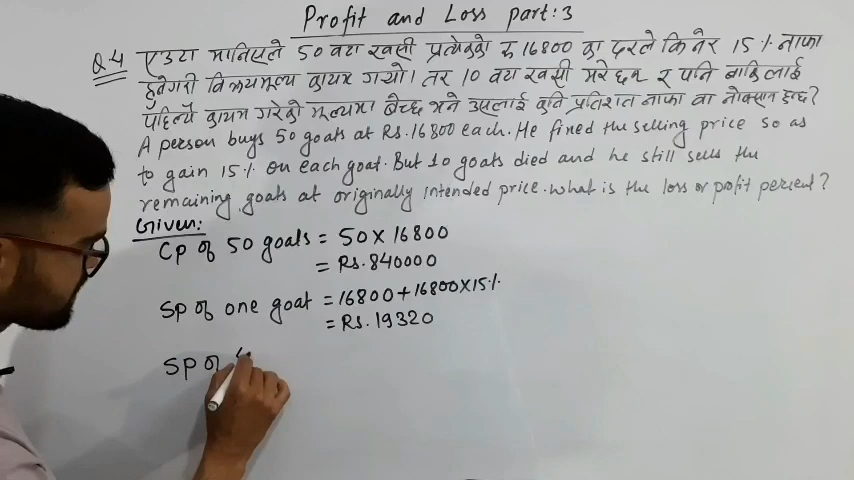 Profit and Loss part:3
Q4 एउटा मानिसले 50 वटा खसी प्रत्येकको रु 16800 का दरले किनेर 15% नाफा
हुनेगरी विक्रयमूल्य कायम गर्यो। तर 10 वटा खसी मरेछन् र पनि बाकिलाई
पहिल्यै कायम गरेको मूल्यमा बेच्छ भने उसलाई कति प्रतिशत नाफा वा नोक्सान हुन्छ?
A person buys 50 goats at Rs.16800 each. He fixed the selling price so as
to gain 15% on each goat. But 10 goats died and he still sells the
remaining goats at originally intended price. what is the loss or profit percent?
Given:
CP of 50 goats = 50 x 16800
= Rs. 840000
SP of one goat = 16800 + 16800 x 15%
= Rs. 19320
SP of